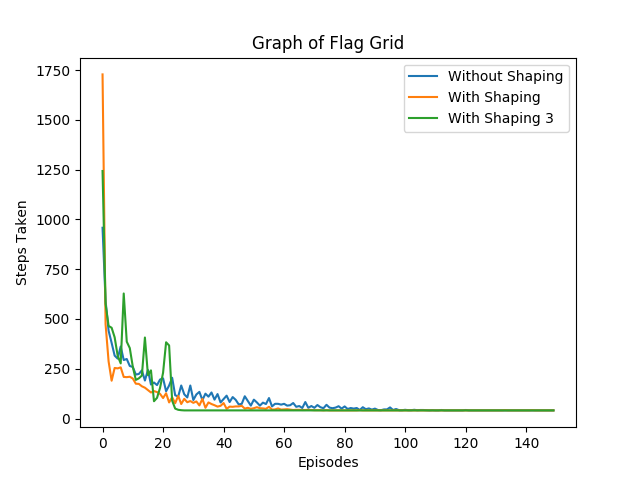 Graph of Flag Grid
Without Shaping
With Shaping
With Shaping 3
Steps Taken
1750
1500
1250
1000
750
500
250
0
0 20 40 60 80 100 120 140
Episodes